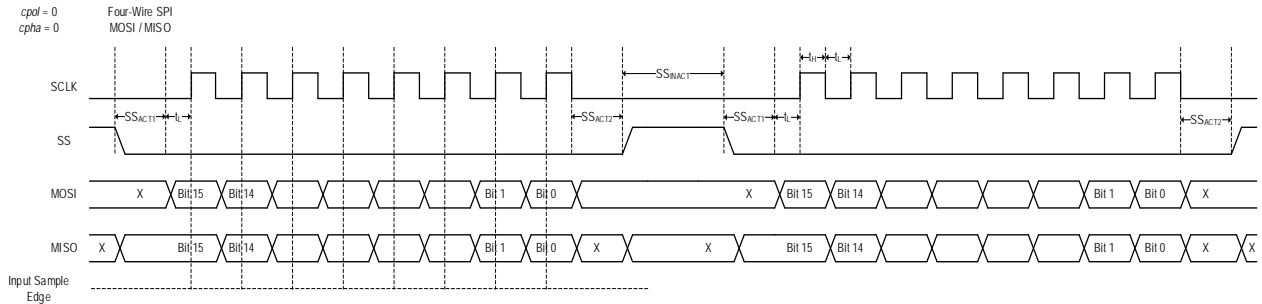 cpol = 0 Four-Wire SPI
cpha = 0 MOSI / MISO
SSINACT tH tL
SCLK
SSACT1 tL SSACT2 SSACT1 tL SSACT2
SS
MOSI X Bit 15 Bit 14 Bit 1 Bit 0 X Bit 15 Bit 14 Bit 1 Bit 0 X
MISO X Bit 15 Bit 14 Bit 1 Bit 0 X X Bit 15 Bit 14 Bit 1 Bit 0 X X
Input Sample
Edge